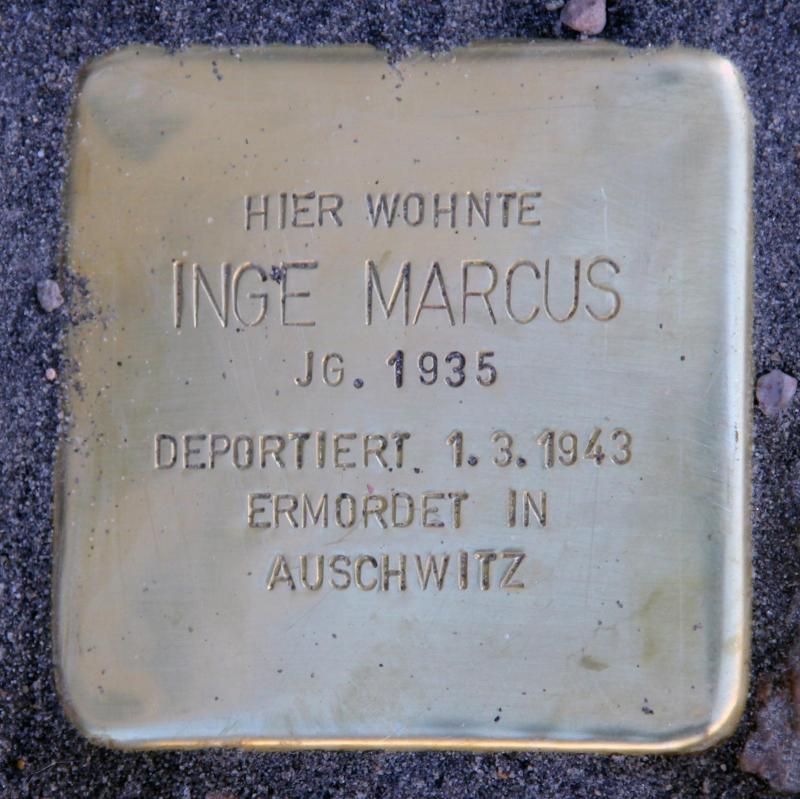 HIER WOHNTE
INGE MARCUS
JG. 1935
DEPORTIERT 1.3.1943
ERMORDET IN
AUSCHWITZ